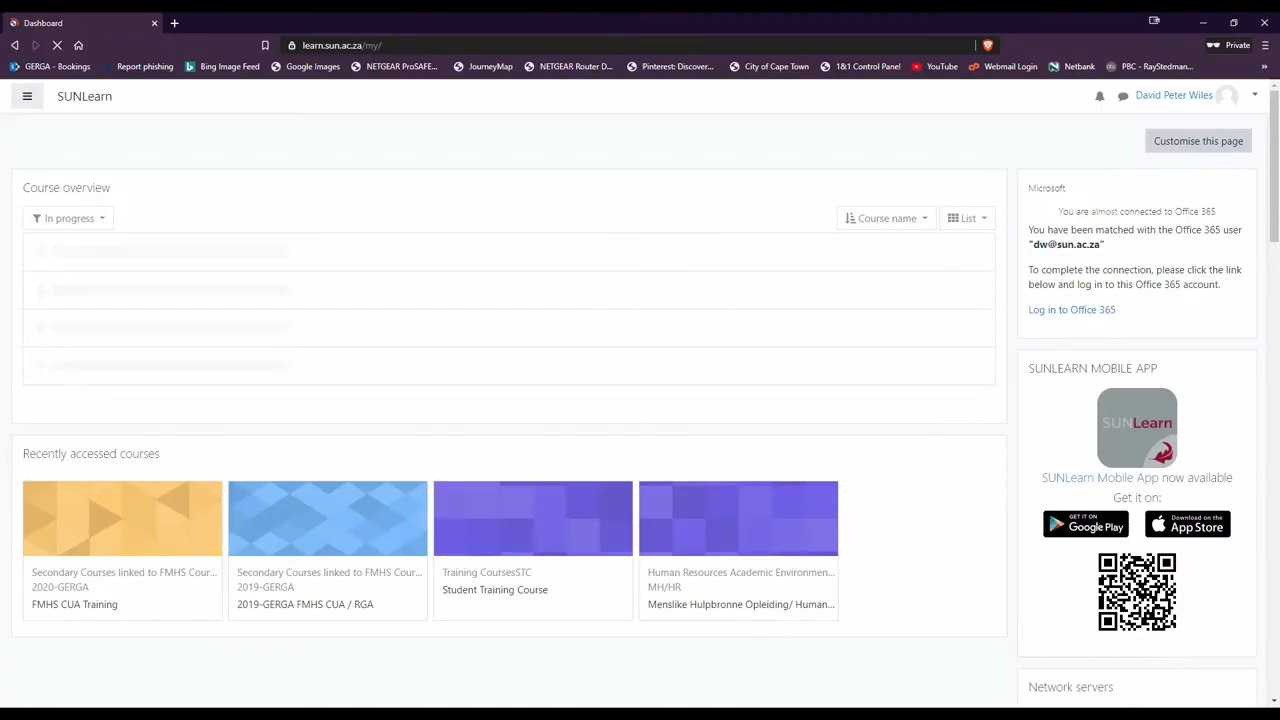 Dashboard
learn.sun.ac.za/my/
Private
GERGA - Bookings
Report phishing
Bing Image Feed
Google Images
NETGEAR ProSAFE...
JourneyMap
NETGEAR Router D...
Pinterest: Discover...
City of Cape Town
1&1 Control Panel
YouTube
Webmail Login
Netbank
PBC - RayStedman...
SUNLearn
David Peter Wiles
Customise this page
Course overview
In progress
Course name
List
Microsoft
You are almost connected to Office 365
You have been matched with the Office 365 user
"dw@sun.ac.za"
To complete the connection, please click the link
below and log in to this Office 365 account.
Log in to Office 365
SUNLEARN MOBILE APP
SUNLearn
SUNLearn Mobile App now available
Get it on:
GET IT ON
Google Play
Download on the
App Store
Recently accessed courses
Secondary Courses linked to FMHS Cour...
2020-GERGA
FMHS CUA Training
Secondary Courses linked to FMHS Cour...
2019-GERGA
2019-GERGA FMHS CUA / RGA
Training CoursesSTC
Student Training Course
Human Resources Academic Environmen...
MH/HR
Menslike Hulpbronne Opleiding/ Human...
Network servers